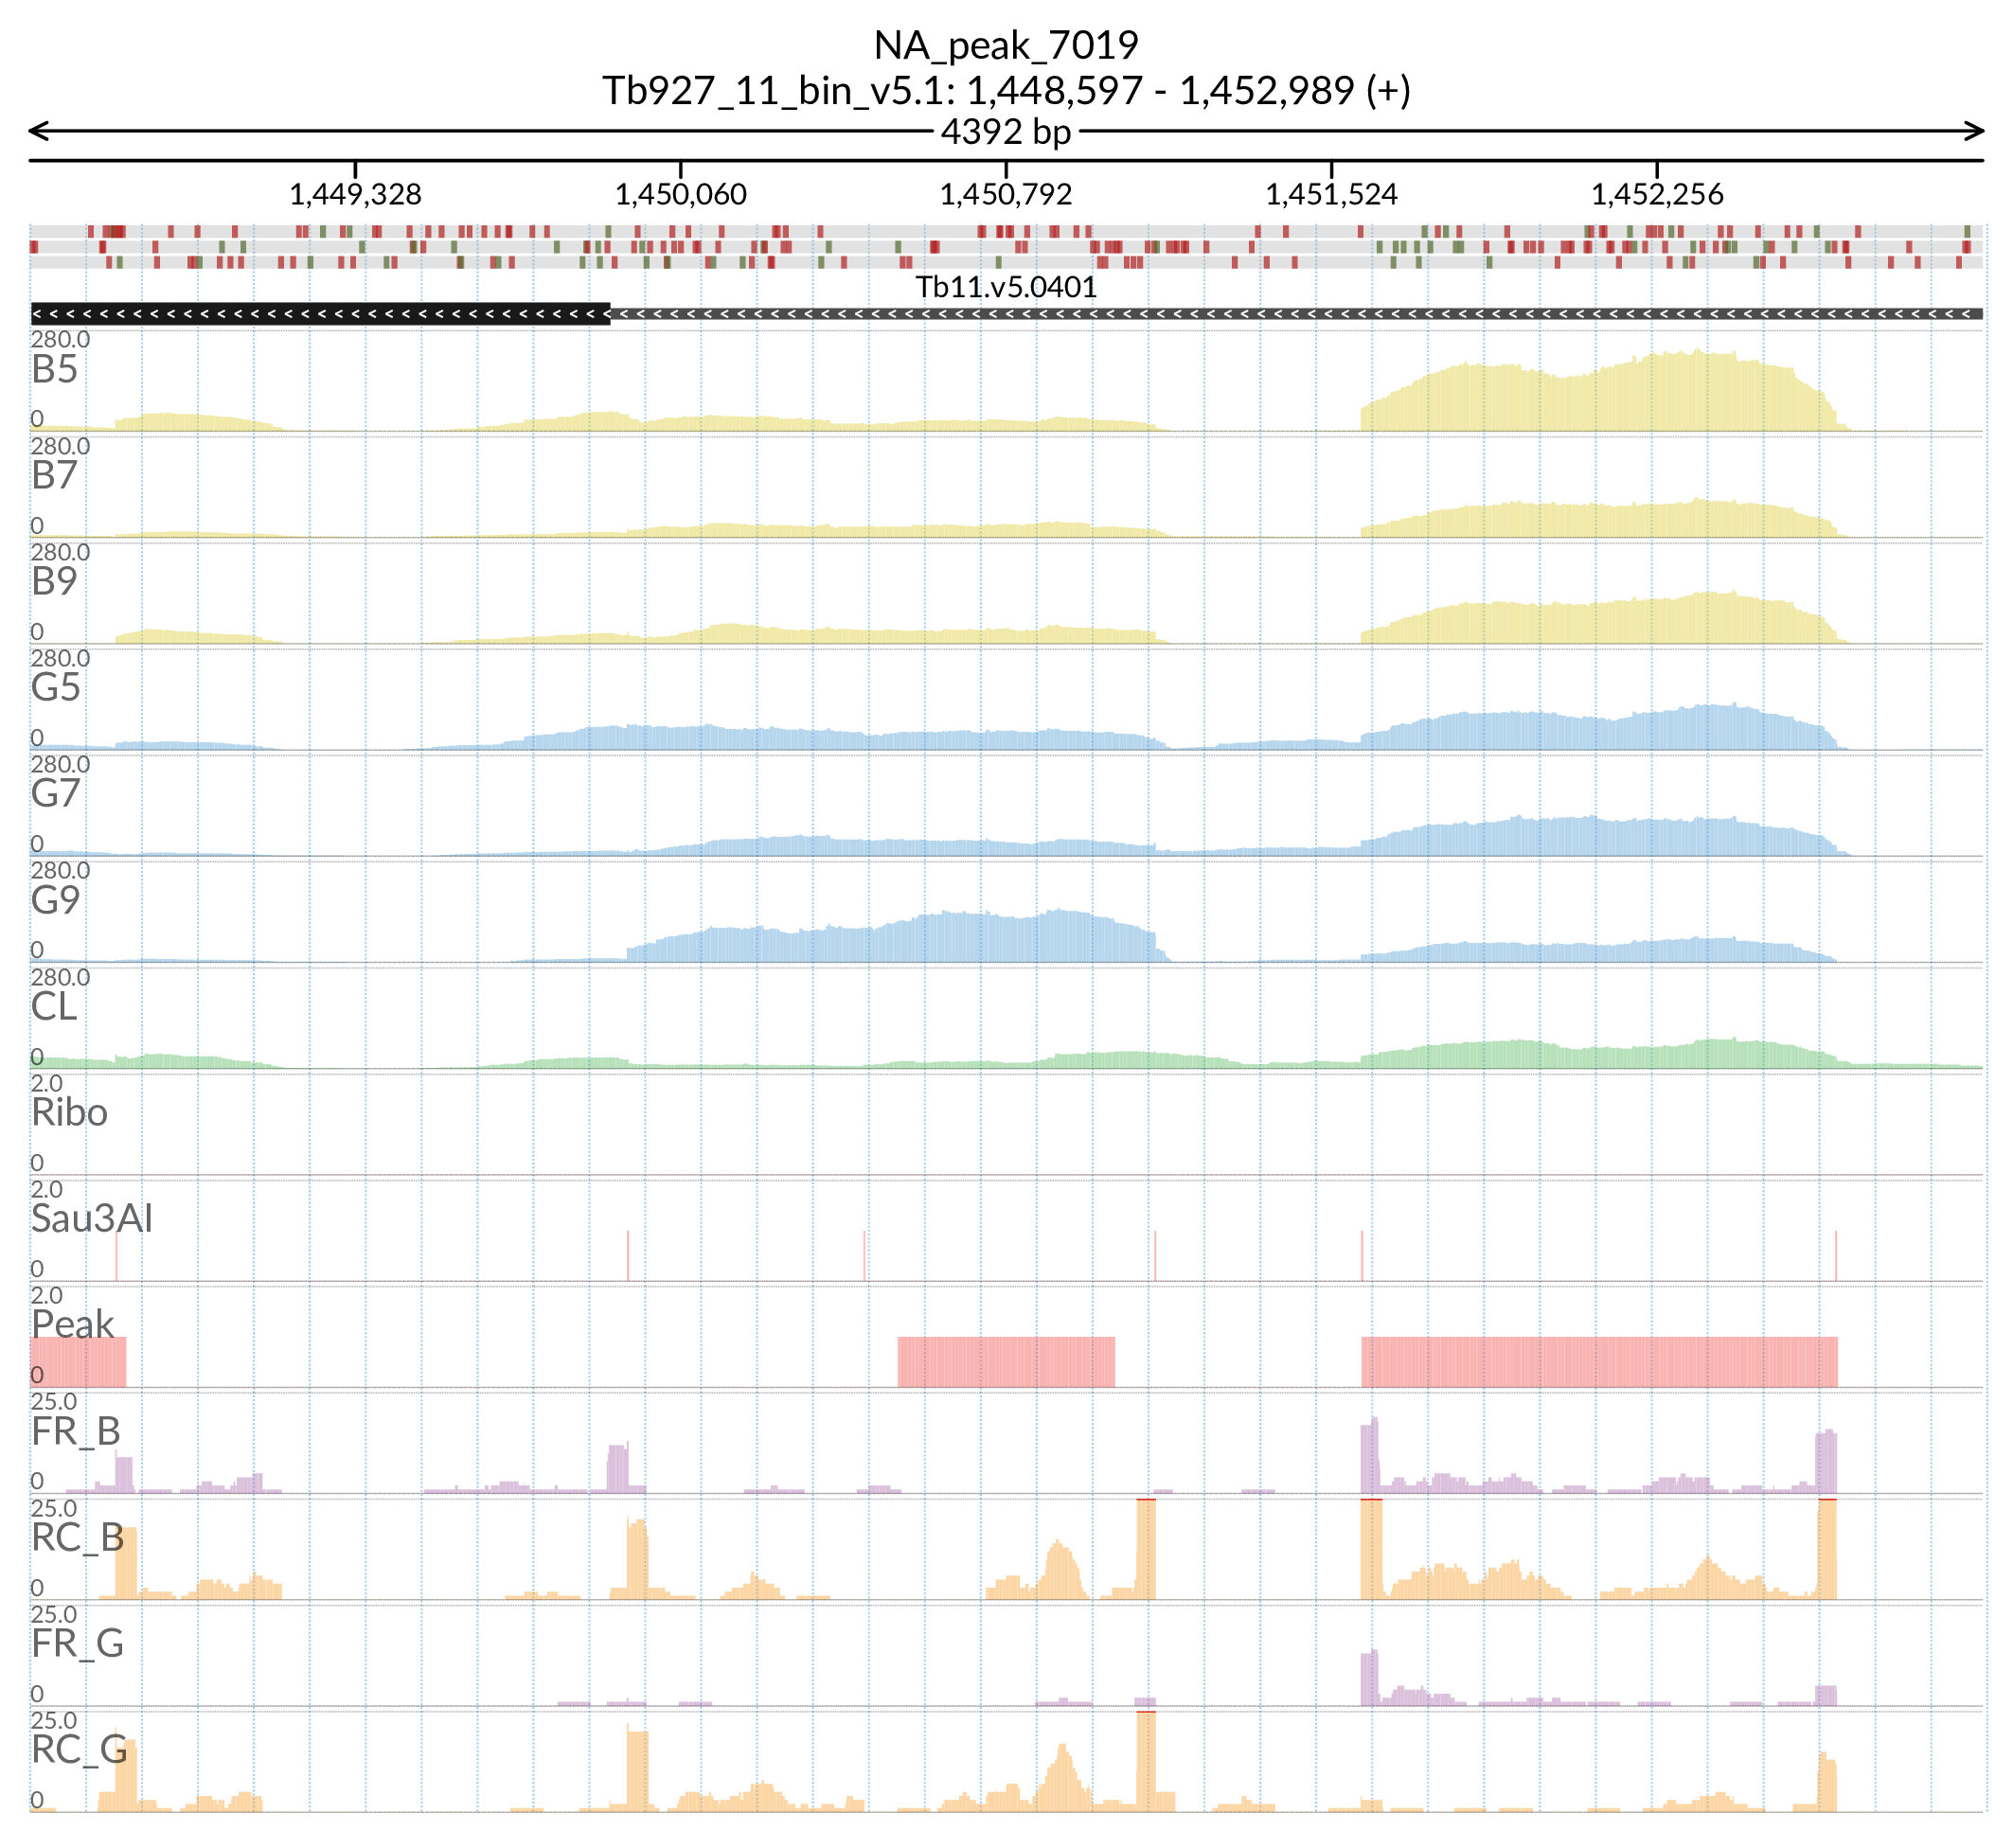 NA_peak_7019
Tb927_11_bin_v5.1: 1,448,597 - 1,452,989 (+)
4392 bp
1,449,328 1,450,060 1,450,792 1,451,524 1,452,256
Tb11.v5.0401
280.0
B5
0
280.0
B7
0
280.0
B9
0
280.0
G5
0
280.0
G7
0
280.0
G9
0
280.0
CL
0
2.0
Ribo
0
2.0
Sau3AI
0
2.0
Peak
0
25.0
FR_B
0
25.0
RC_B
0
25.0
FR_G
0
25.0
RC_G
0